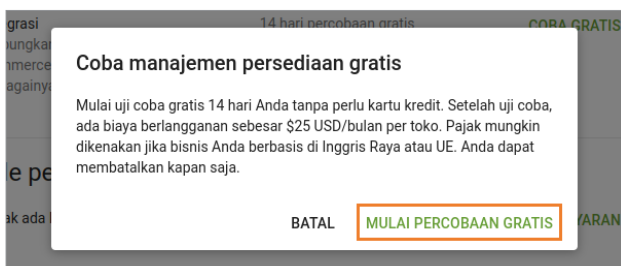 grasi
14 hari percobaan gratis
COBA GRATIS
Coba manajemen persediaan gratis
Mulai uji coba gratis 14 hari Anda tanpa perlu kartu kredit. Setelah uji coba,
ada biaya berlangganan sebesar $25 USD/bulan per toko. Pajak mungkin
dikenakan jika bisnis Anda berbasis di Inggris Raya atau UE. Anda dapat
membatalkan kapan saja.
le pe
ak ada
BATAL
MULAI PERCOBAAN GRATIS
YARAN